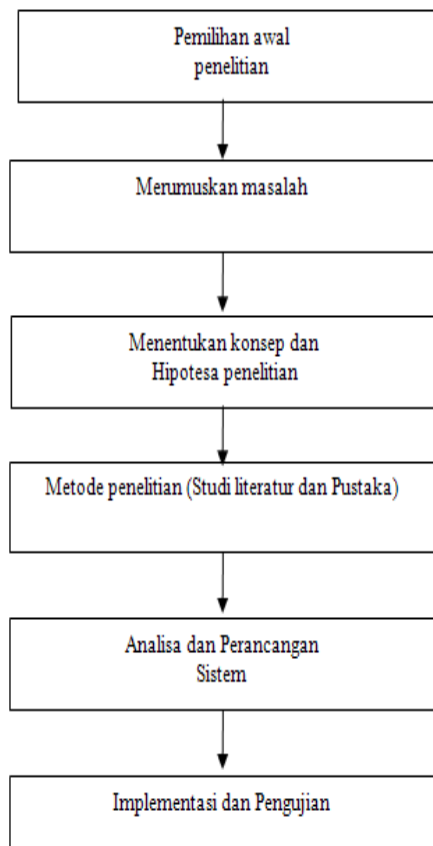 Pemilihan awal
penelitian
Merumuskan masalah
Menentukan konsep dan
Hipotesa penelitian
Metode penelitian (Studi literatur dan Pustaka)
Analisa dan Perancangan
Sistem
Implementasi dan Pengujian